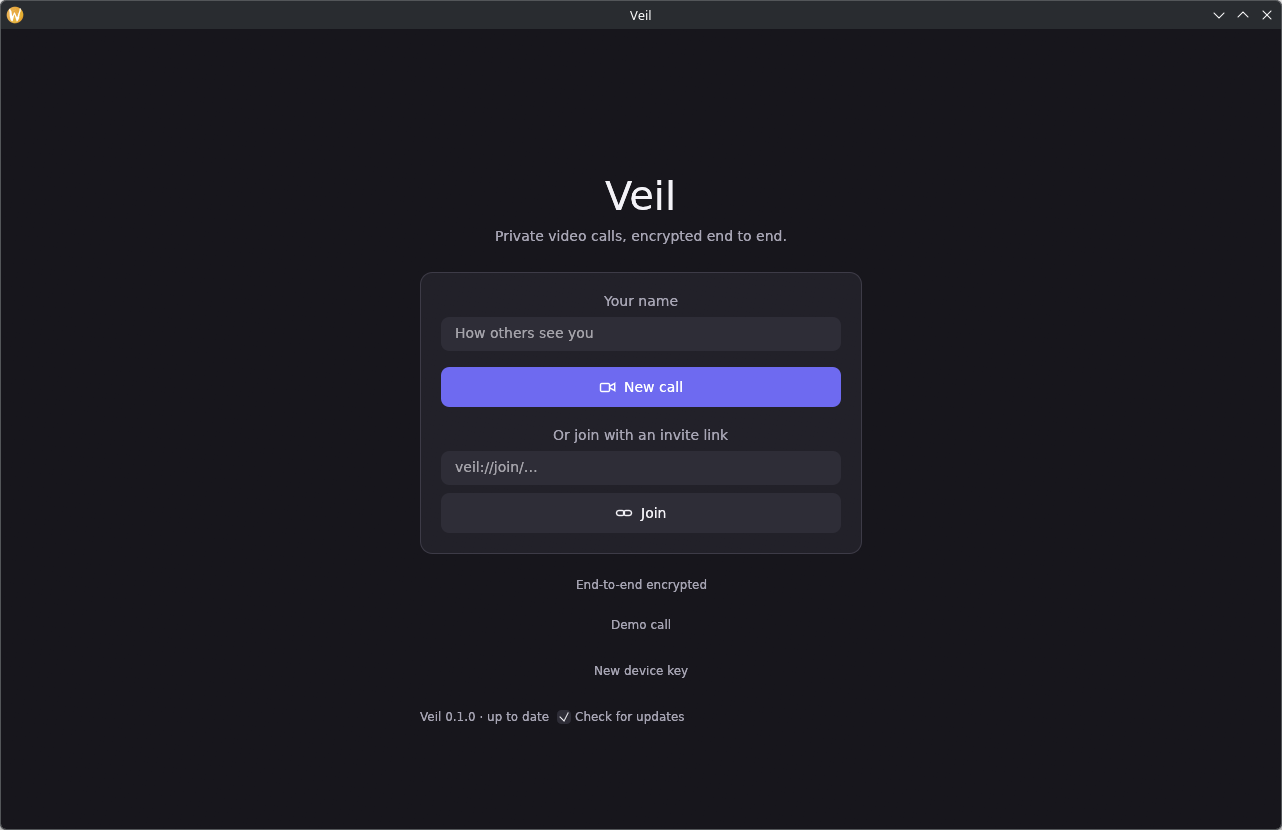 Veil
Veil
Private video calls, encrypted end to end.
Your name
How others see you
New call
Or join with an invite link
veil://join/...
Join
End-to-end encrypted
Demo call
New device key
Veil 0.1.0 · up to date Check for updates